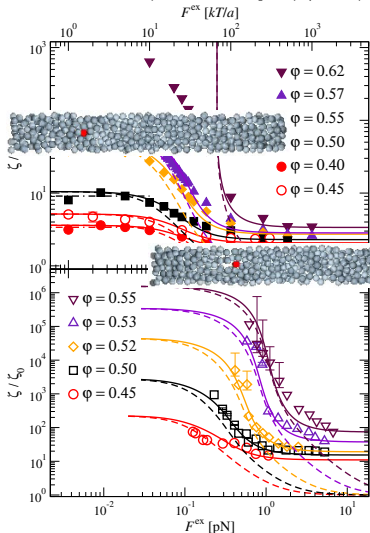 F^ex [kT/a]
10^0 10^1 10^2 10^3
10^3
φ = 0.62
φ = 0.57
φ = 0.55
φ = 0.50
φ = 0.40
φ = 0.45
ζ /
10^1
10^0
10^6
10^5
10^4
10^3
10^2
10^1
10^0
ζ / ζ_0
φ = 0.55
φ = 0.53
φ = 0.52
φ = 0.50
φ = 0.45
10^-2 10^-1 10^0 10^1
F^ex [pN]